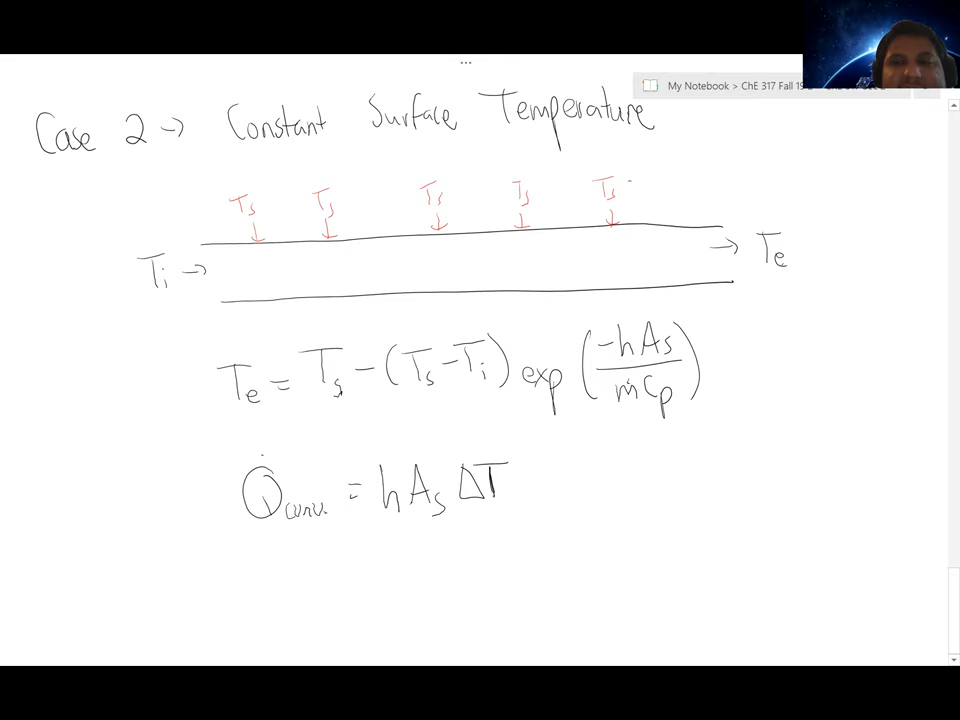 ...
My Notebook > ChE 317 Fall 19
Case 2 → Constant Surface Temperature
Ts Ts Ts Ts Ts
↓ ↓ ↓ ↓ ↓
Ti → → Te
Te = Ts - (Ts - Ti) exp (-hAs / ṁCp)
Q̇conv. = hAs ΔT